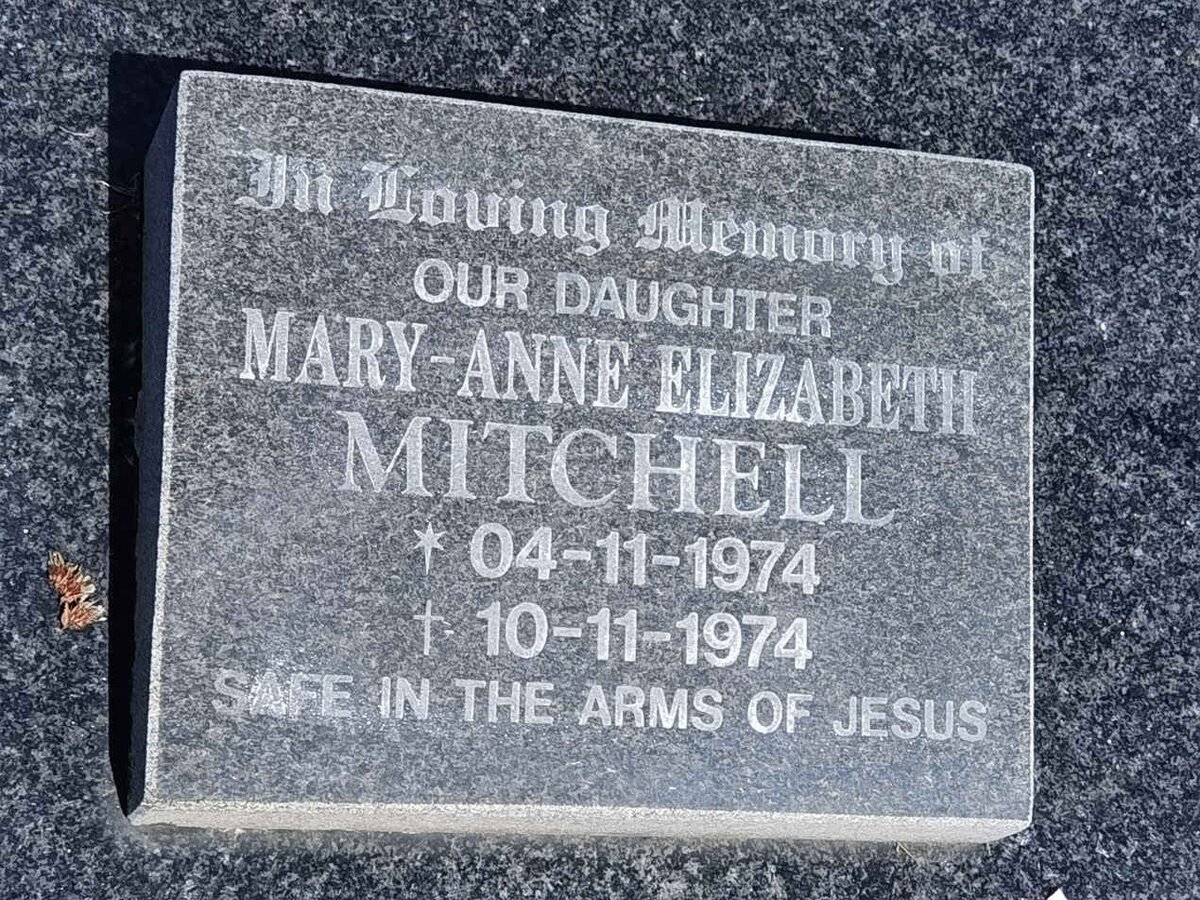 In Loving Memory of
OUR DAUGHTER
MARY-ANNE ELIZABETH
MITCHELL
* 04-11-1974
† 10-11-1974
SAFE IN THE ARMS OF JESUS